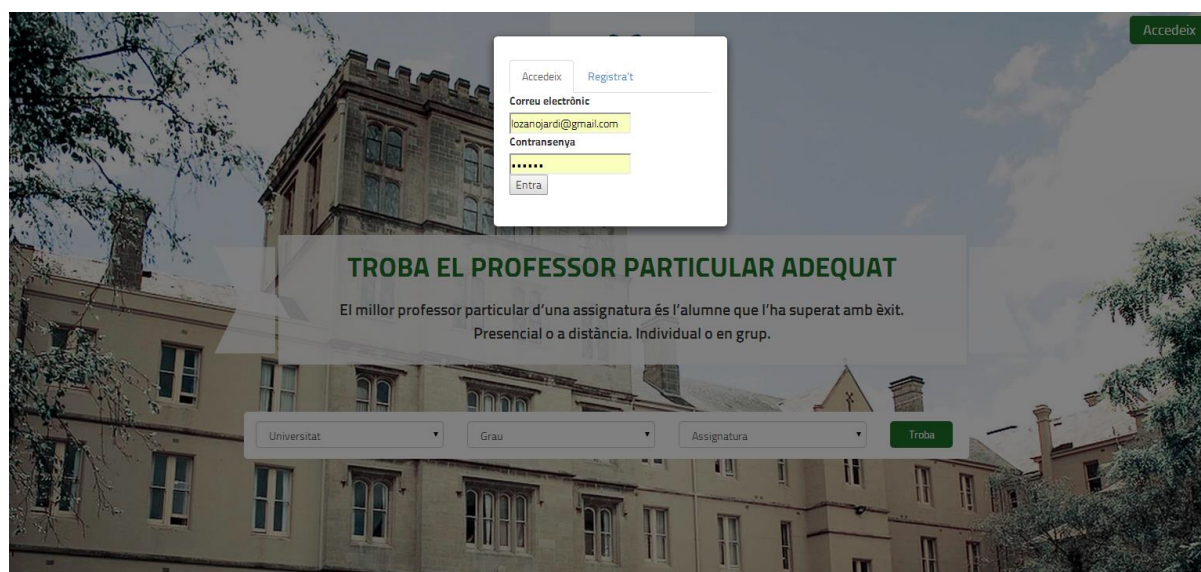 Accedeix
Accedeix Registra't
Correu electrònic
lozanojardi@gmail.com
Contransenya
••••••
Entra
TROBA EL PROFESSOR PARTICULAR ADEQUAT
El millor professor particular d'una assignatura és l'alumne que l'ha superat amb èxit.
Presencial o a distància. Individual o en grup.
Universitat Grau Assignatura Troba